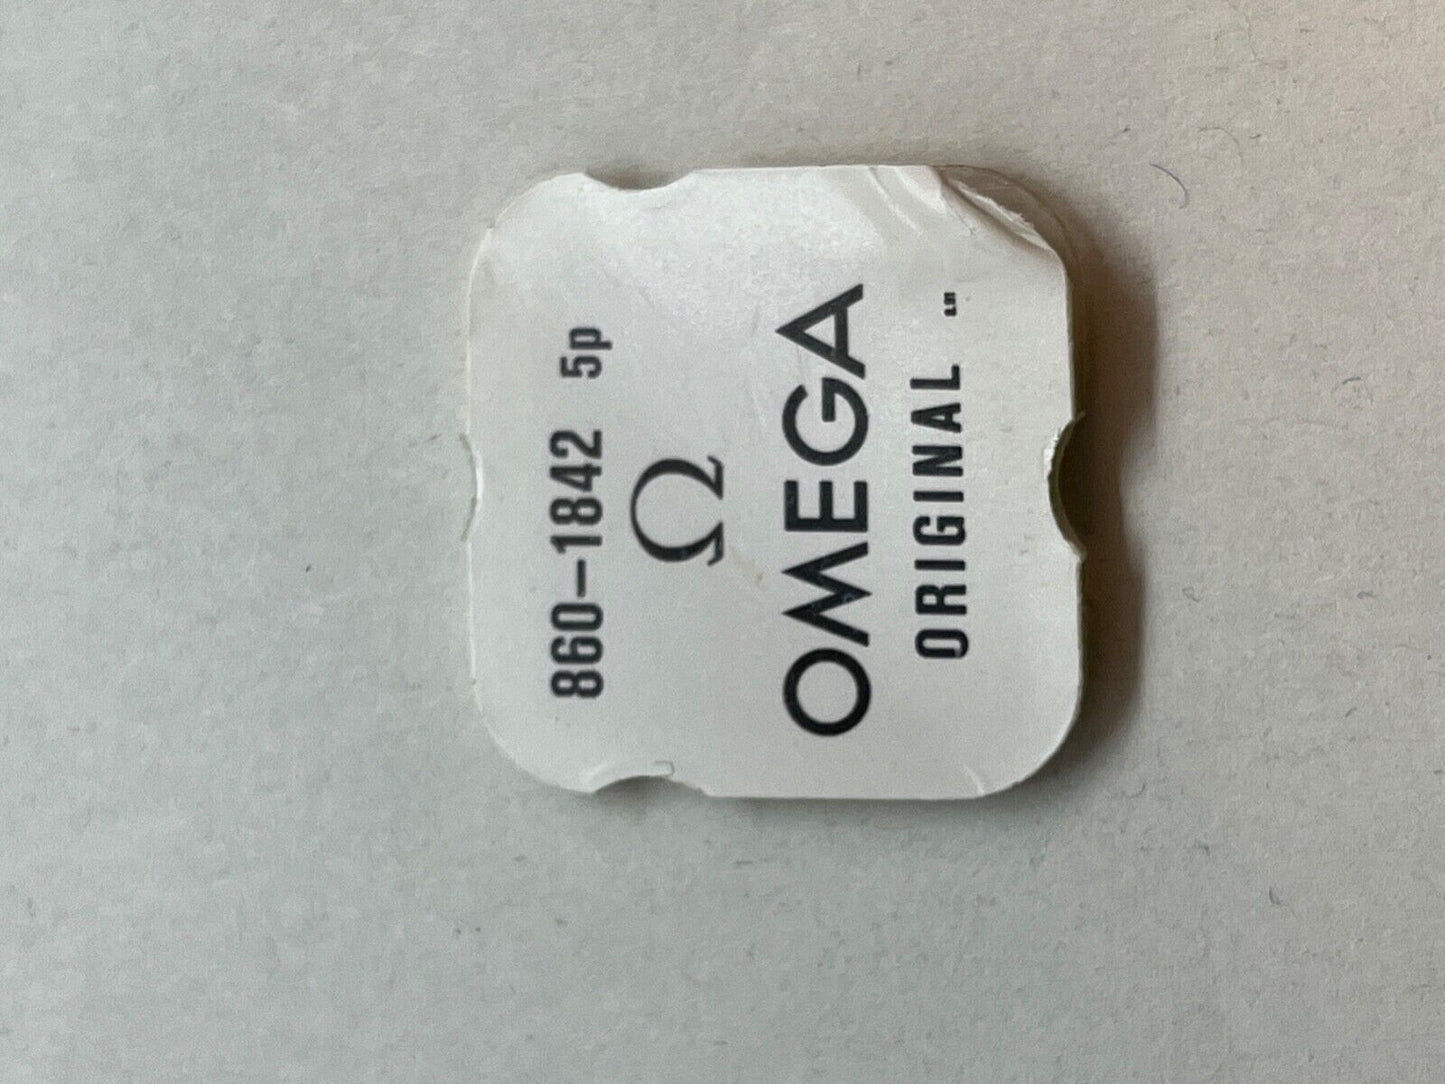 860–1842 5p
Ω
OMEGA
ORIGINAL